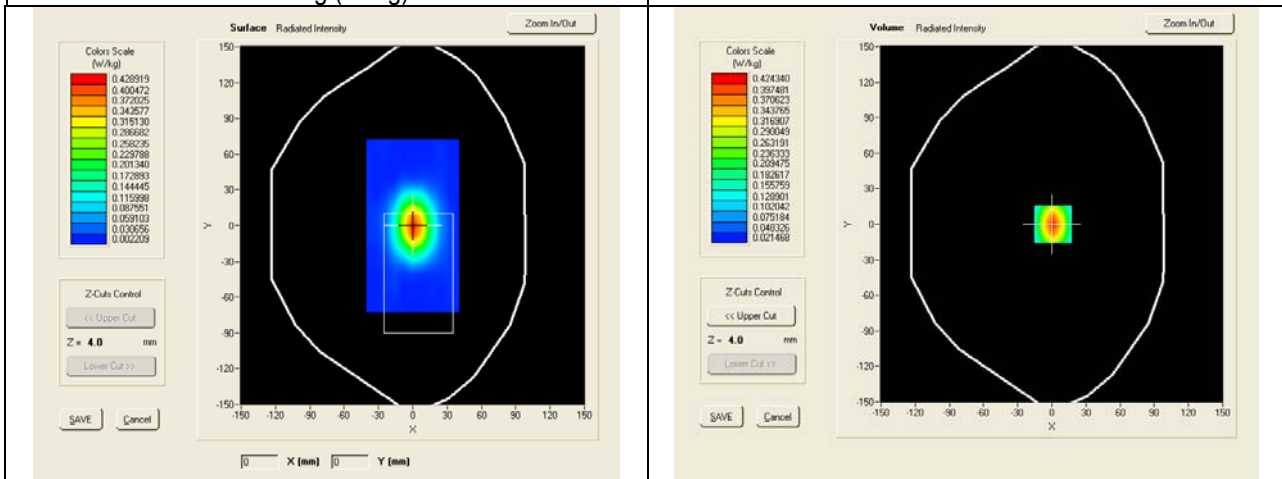 Surface Radiated Intensity
Zoom In/Out
Colors Scale
(W/kg)
0.428919
0.400472
0.372025
0.343577
0.315130
0.286682
0.258235
0.229788
0.201340
0.172893
0.144445
0.115998
0.087551
0.059103
0.030656
0.002209
Z-Cuts Control
<< Upper Cut
Z = 4.0 mm
Lower Cut >>
SAVE Cancel
150
120
90
60
30
0
-30
-60
-90
-120
-150
Y
-150 -120 -90 -60 -30 0 30 60 90 120 150
X
0 X (mm) 0 Y (mm)
Volume Radiated Intensity
Zoom In/Out
Colors Scale
(W/kg)
0.424340
0.397481
0.370623
0.343765
0.316907
0.290049
0.263191
0.236333
0.209475
0.182617
0.155759
0.128901
0.102042
0.075184
0.048326
0.021468
Z-Cuts Control
<< Upper Cut
Z = 4.0 mm
Lower Cut >>
SAVE Cancel
150
120
90
60
30
0
-30
-60
-90
-120
-150
Y
-150 -120 -90 -60 -30 0 30 60 90 120 150
X